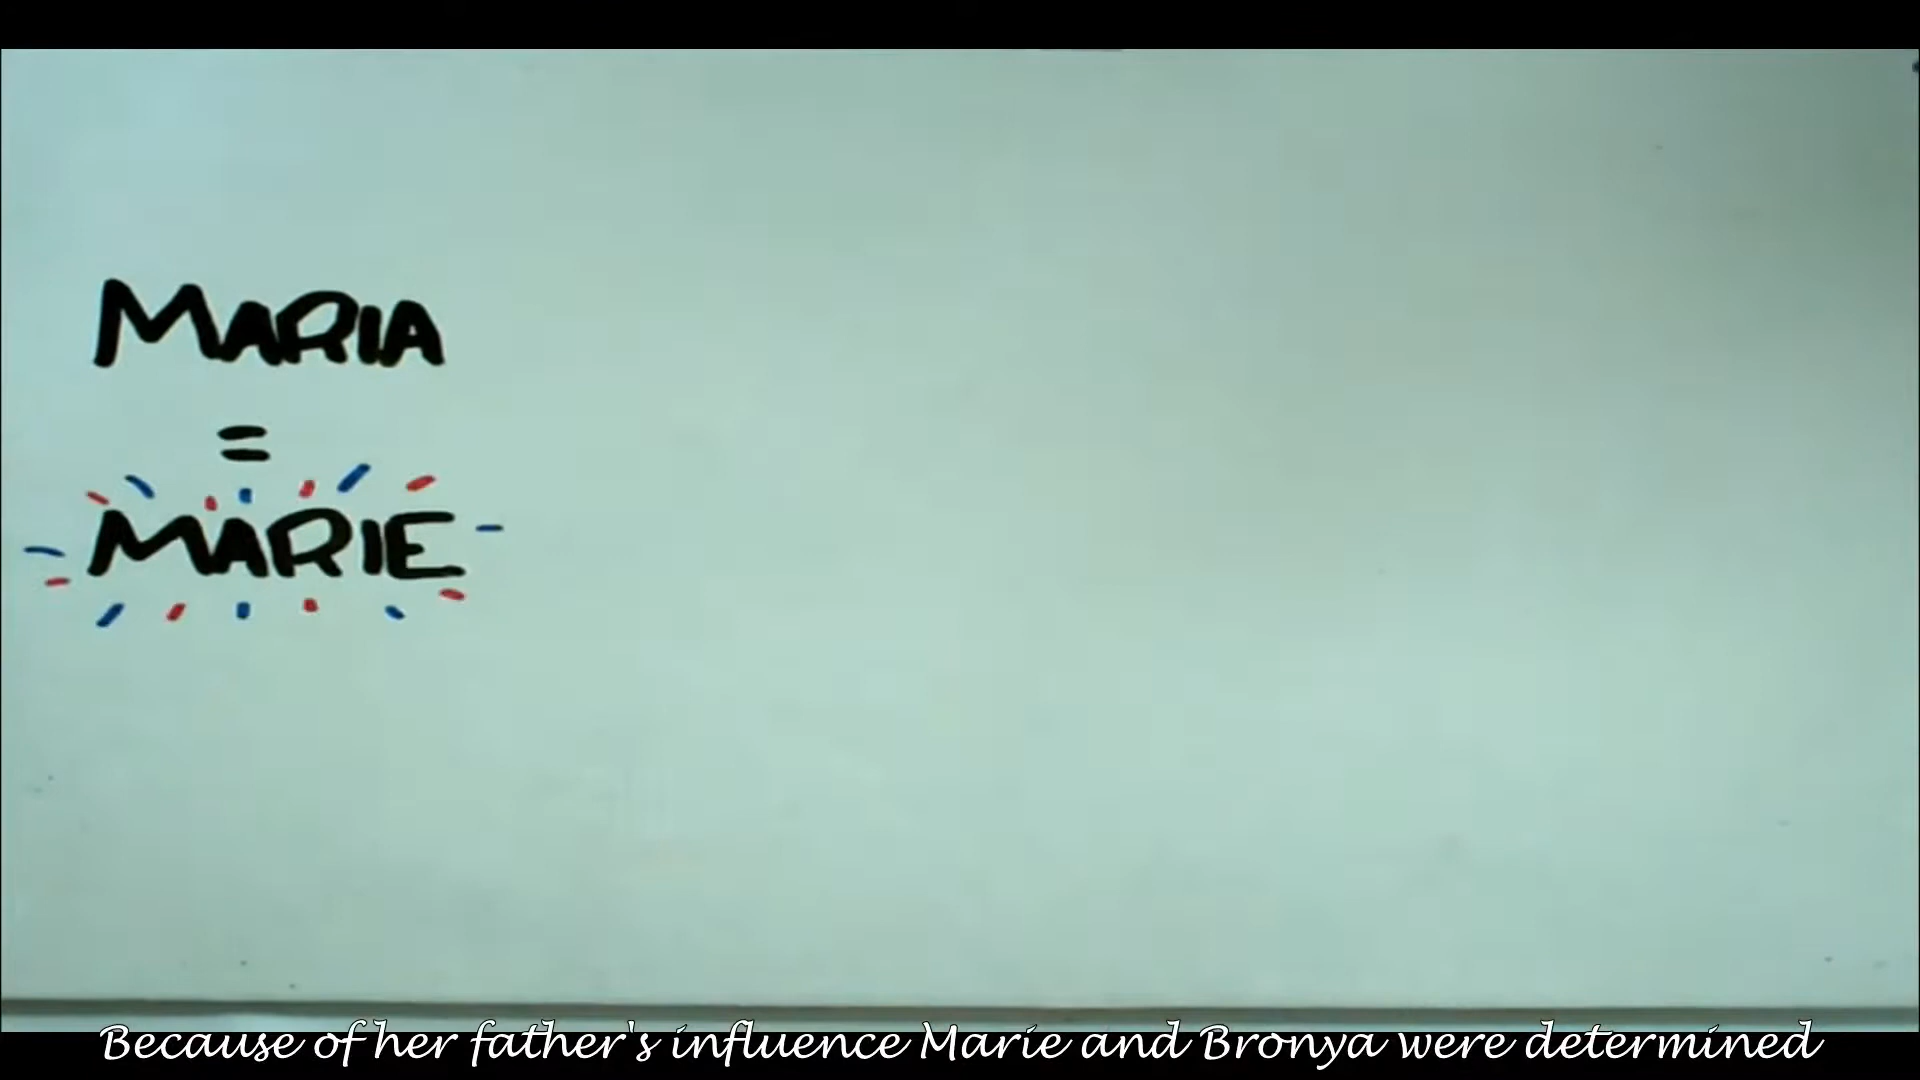 MARIA
=
MARIE
Because of her father's influence Marie and Bronya were determined